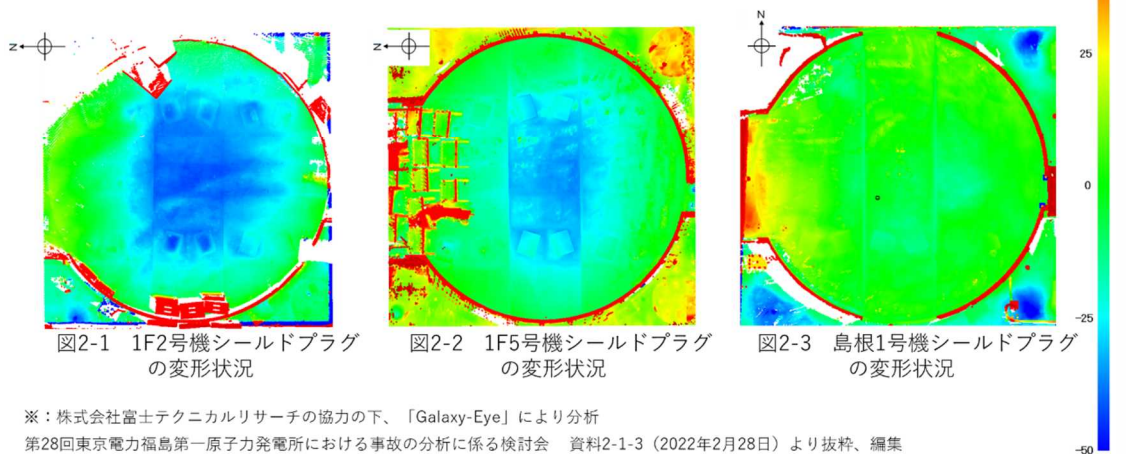 N
N
N
25
0
-25
-50
図2-1 1F2号機シールドプラグ
の変形状況
図2-2 1F5号機シールドプラグ
の変形状況
図2-3 島根1号機シールドプラグ
の変形状況
※：株式会社富士テクニカルリサーチの協力の下、「Galaxy-Eye」により分析
第28回東京電力福島第一原子力発電所における事故の分析に係る検討会 資料2-1-3（2022年2月28日）より抜粋、編集